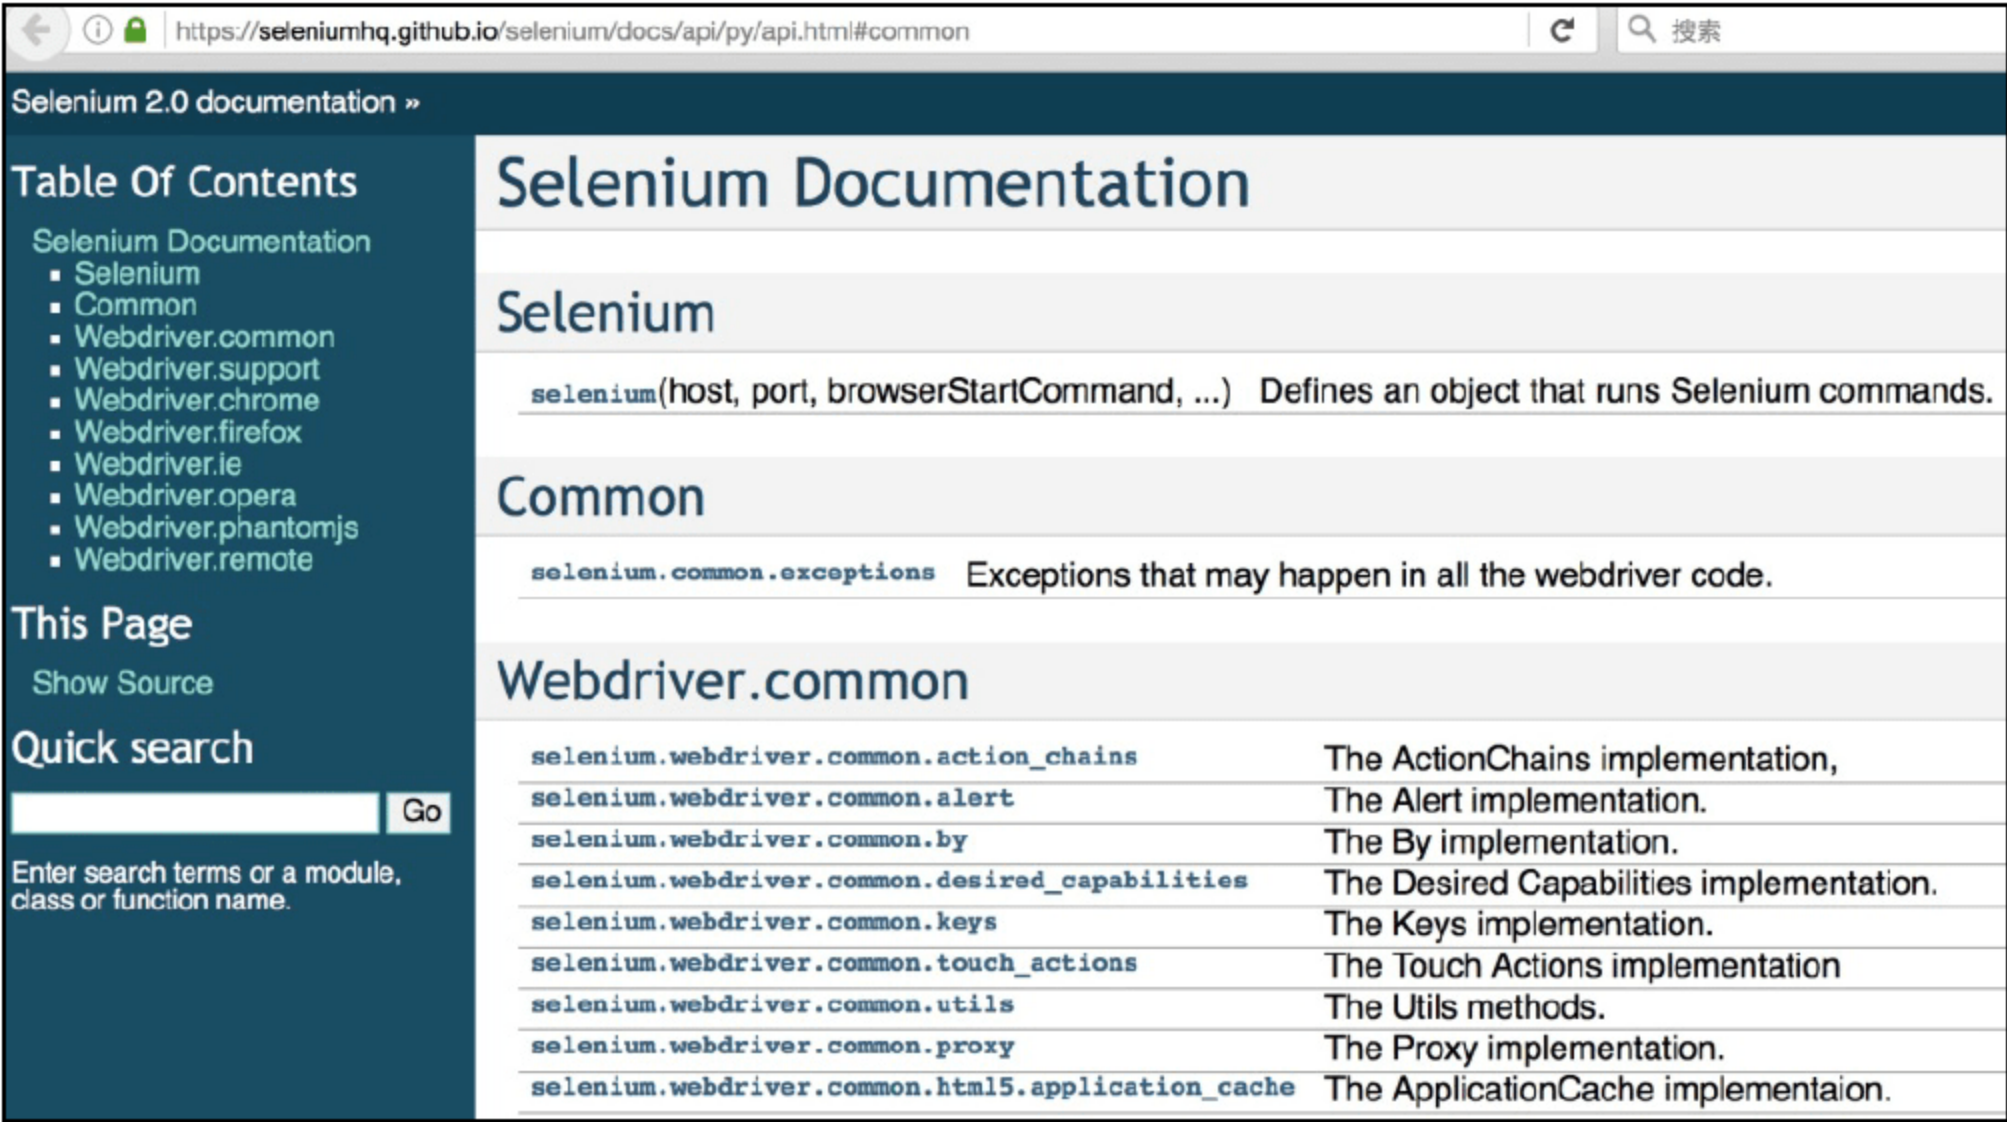 https://seleniumhq.github.io/selenium/docs/api/py/api.html#common
搜索
Selenium 2.0 documentation »
Table Of Contents
Selenium Documentation
Selenium
Common
Webdriver.common
Webdriver.support
Webdriver.chrome
Webdriver.firefox
Webdriver.ie
Webdriver.opera
Webdriver.phantomjs
Webdriver.remote
This Page
Show Source
Quick search
Go
Enter search terms or a module,
class or function name.
Selenium Documentation
Selenium
selenium(host, port, browserStartCommand, ...) Defines an object that runs Selenium commands.
Common
selenium.common.exceptions Exceptions that may happen in all the webdriver code.
Webdriver.common
selenium.webdriver.common.action_chains The ActionChains implementation,
selenium.webdriver.common.alert The Alert implementation.
selenium.webdriver.common.by The By implementation.
selenium.webdriver.common.desired_capabilities The Desired Capabilities implementation.
selenium.webdriver.common.keys The Keys implementation.
selenium.webdriver.common.touch_actions The Touch Actions implementation
selenium.webdriver.common.utils The Utils methods.
selenium.webdriver.common.proxy The Proxy implementation.
selenium.webdriver.common.html5.application_cache The ApplicationCache implementaion.